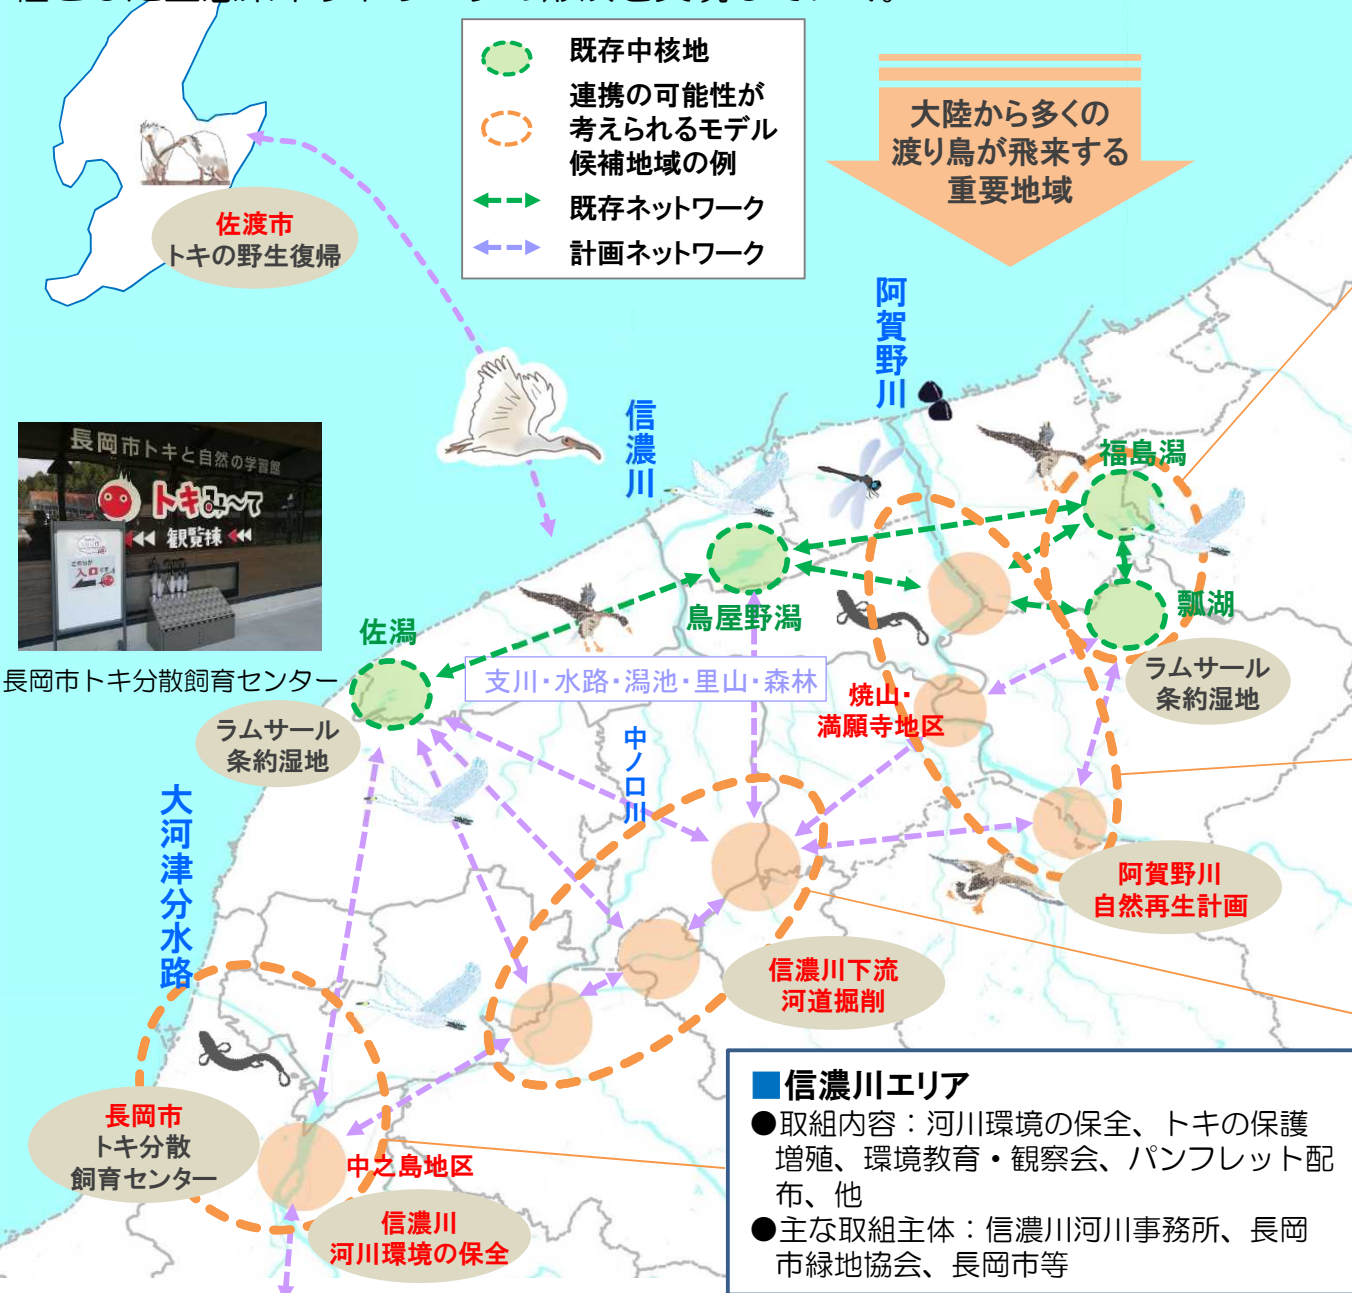 既存中核地
連携の可能性が
考えられるモデル
候補地域の例
既存ネットワーク
計画ネットワーク
大陸から多くの
渡り鳥が飛来する
重要地域
佐渡市
トキの野生復帰
阿賀野川
信濃川
長岡市トキと自然の学習館
トキみ〜て
観覧棟
入口
長岡市トキ分散飼育センター
福島潟
鳥屋野潟
瓢湖
佐潟
ラムサール
条約湿地
支川・水路・潟池・里山・森林
ラムサール
条約湿地
焼山・
満願寺地区
中ノ口川
大河津分水路
阿賀野川
自然再生計画
信濃川下流
河道掘削
長岡市
トキ分散
飼育センター
中之島地区
信濃川
河川環境の保全
■信濃川エリア
●取組内容：河川環境の保全、トキの保護
増殖、環境教育・観察会、パンフレット配
布、他
●主な取組主体：信濃川河川事務所、長岡
市緑地協会、長岡市等